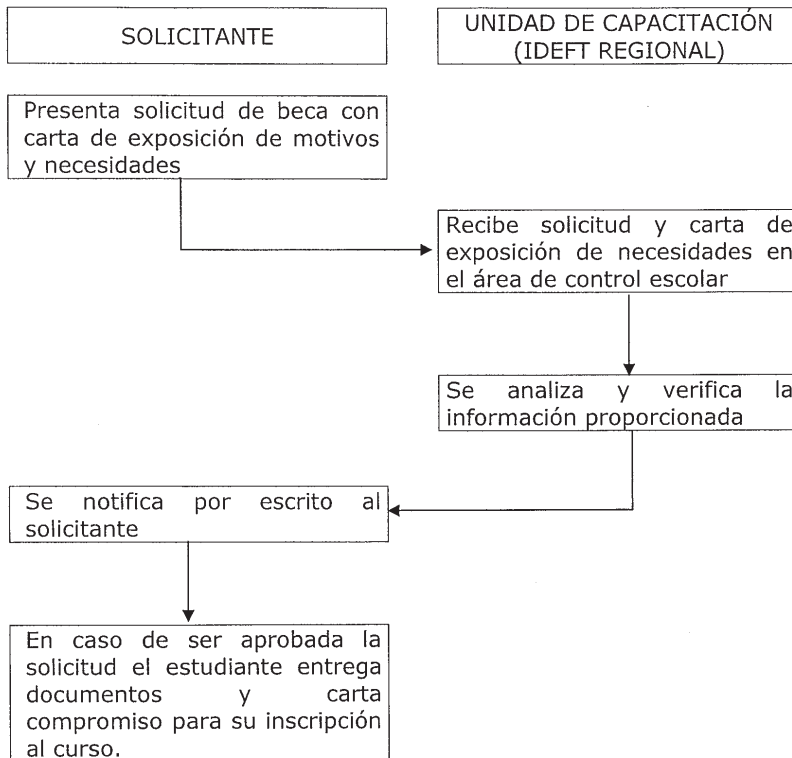 SOLICITANTE
UNIDAD DE CAPACITACIÓN
(IDEFT REGIONAL)
Presenta solicitud de beca con
carta de exposición de motivos
y necesidades
Recibe solicitud y carta de
exposición de necesidades en
el área de control escolar
Se analiza y verifica la
información proporcionada
Se notifica por escrito al
solicitante
En caso de ser aprobada la
solicitud el estudiante entrega
documentos y carta
compromiso para su inscripción
al curso.